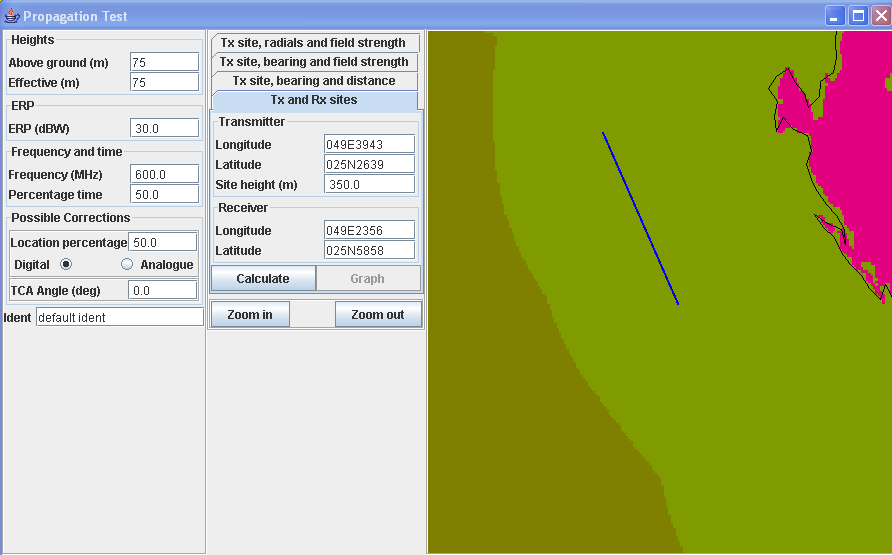 Propagation Test
Heights
Above ground (m) 75
Effective (m) 75
ERP
ERP (dBW) 30.0
Frequency and time
Frequency (MHz) 600.0
Percentage time 50.0
Possible Corrections
Location percentage 50.0
Digital Analogue
TCA Angle (deg) 0.0
Ident default ident
Tx site, radials and field strength
Tx site, bearing and field strength
Tx site, bearing and distance
Tx and Rx sites
Transmitter
Longitude 049E3943
Latitude 025N2639
Site height (m) 350.0
Receiver
Longitude 049E2356
Latitude 025N5858
Calculate Graph
Zoom in Zoom out